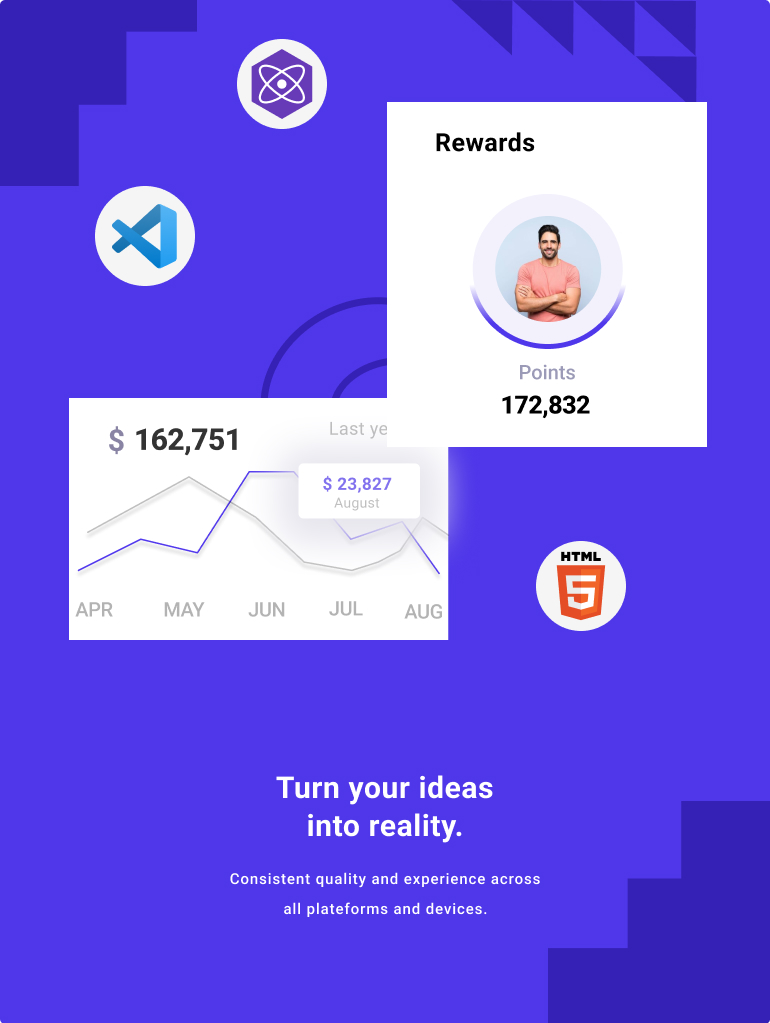 Rewards
Points
172,832
$ 162,751
Last ye
$ 23,827
August
APR MAY JUN JUL AUG
HTML
5
Turn your ideas
into reality.
Consistent quality and experience across
all plateforms and devices.